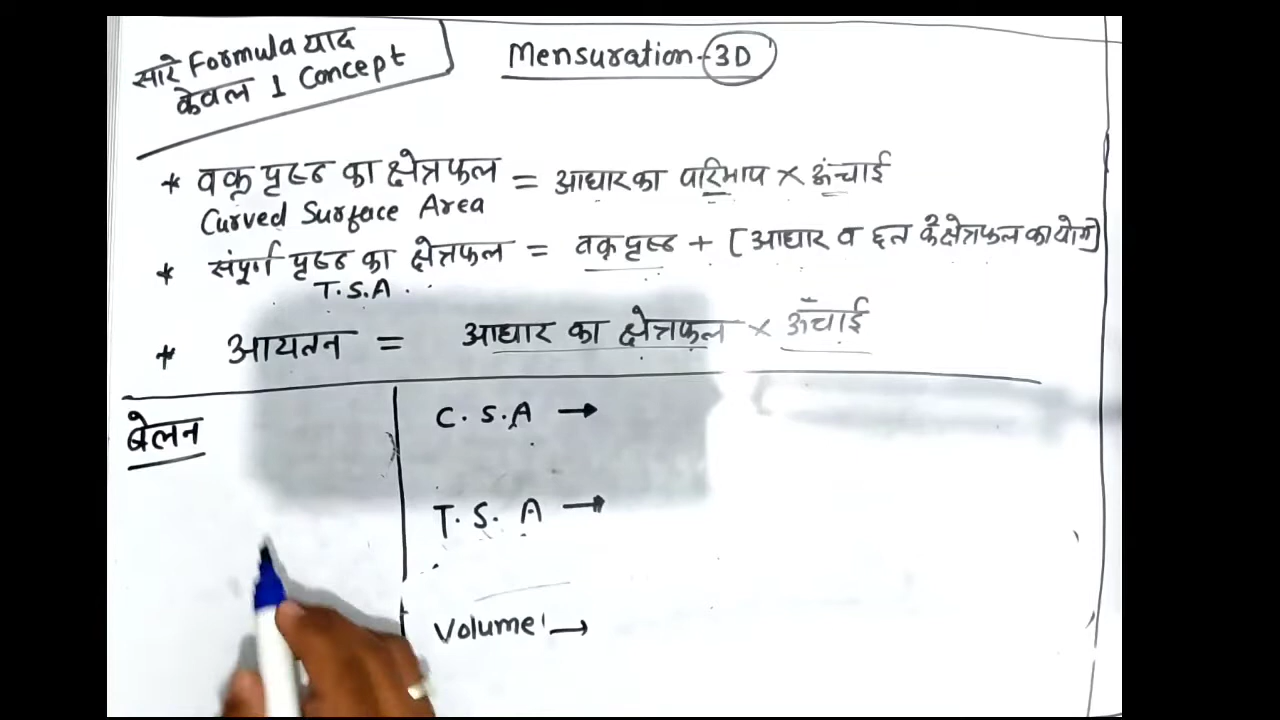 सारे Formula याद
केवल 1 Concept
Mensuration-3D
* वक्र पृष्ठ का क्षेत्रफल = आधार का परिमाप × ऊंचाई
Curved Surface Area
* संपूर्ण पृष्ठ का क्षेत्रफल = वक्र पृष्ठ + [आधार व छत के क्षेत्रफल का योग]
T.S.A.
* आयतन = आधार का क्षेत्रफल × ऊँचाई
बेलन
C.S.A →
T.S.A →
Volume →